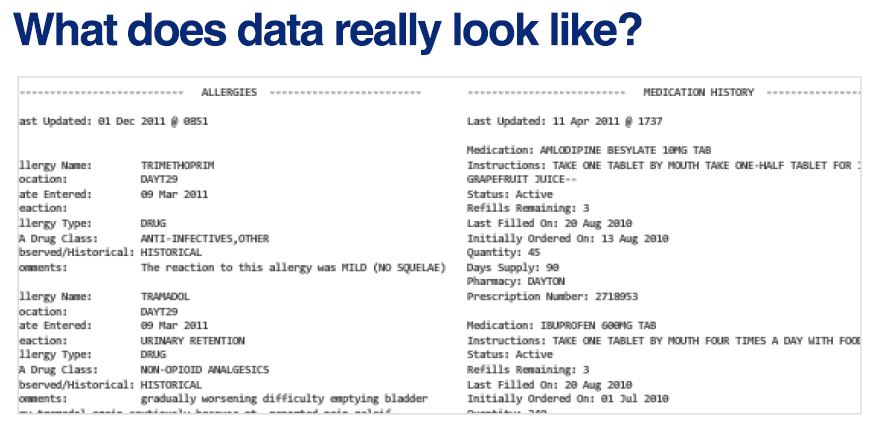 What does data really look like?
--------------------------- ALLERGIES -------------------------
ast Updated: 01 Dec 2011 @ 0851
llergy Name: TRIMETHOPRIM
ocation: DAYT29
ate Entered: 09 Mar 2011
eaction:
llergy Type: DRUG
A Drug Class: ANTI-INFECTIVES,OTHER
bserved/Historical: HISTORICAL
omments: The reaction to this allergy was MILD (NO SQUELAE)
llergy Name: TRAMADOL
ocation: DAYT29
ate Entered: 09 Mar 2011
eaction: URINARY RETENTION
llergy Type: DRUG
A Drug Class: NON-OPIOID ANALGESICS
bserved/Historical: HISTORICAL
omments: gradually worsening difficulty emptying bladder
-------------------------- MEDICATION HISTORY ----------------
Last Updated: 11 Apr 2011 @ 1737
Medication: AMLODIPINE BESYLATE 10MG TAB
Instructions: TAKE ONE TABLET BY MOUTH TAKE ONE-HALF TABLET FOR
GRAPEFRUIT JUICE--
Status: Active
Refills Remaining: 3
Last Filled On: 20 Aug 2010
Initially Ordered On: 13 Aug 2010
Quantity: 45
Days Supply: 90
Pharmacy: DAYTON
Prescription Number: 2718953
Medication: IBUPROFEN 600MG TAB
Instructions: TAKE ONE TABLET BY MOUTH FOUR TIMES A DAY WITH FOOD
Status: Active
Refills Remaining: 3
Last Filled On: 20 Aug 2010
Initially Ordered On: 01 Jul 2010